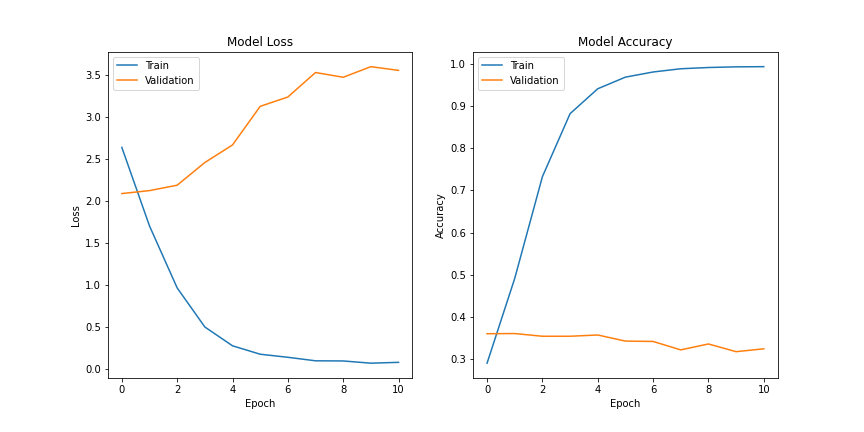 Model Loss
Train
Validation
3.5
3.0
2.5
2.0
1.5
1.0
0.5
0.0
Loss
0 2 4 6 8 10
Epoch
Model Accuracy
Train
Validation
1.0
0.9
0.8
0.7
0.6
0.5
0.4
0.3
Accuracy
0 2 4 6 8 10
Epoch